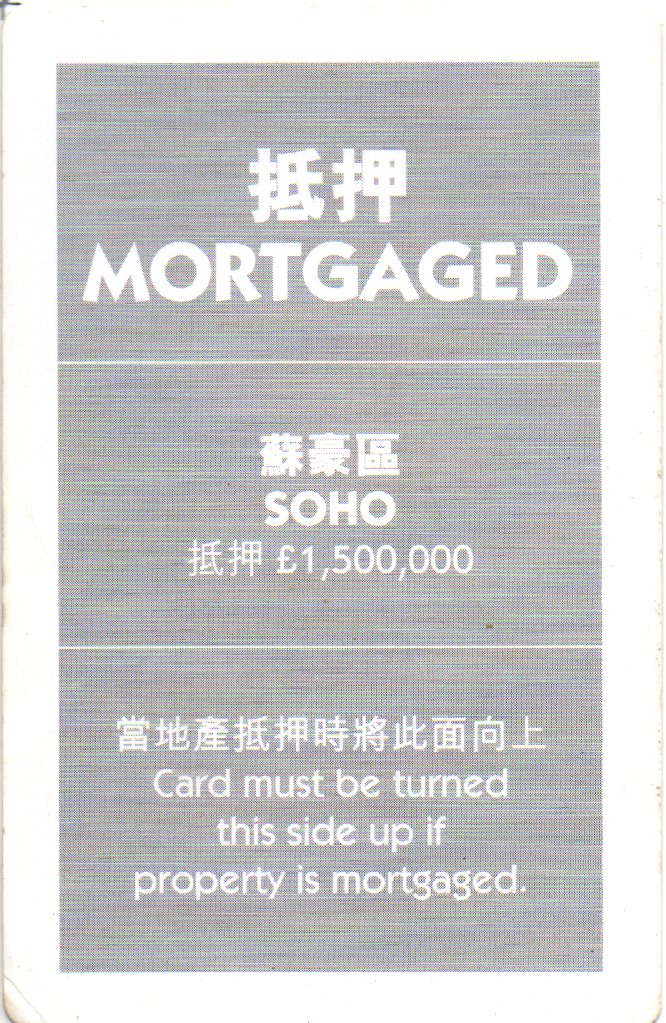 抵押
MORTGAGED
蘇豪區
SOHO
抵押 £1,500,000
當地產抵押時將此面向上
Card must be turned
this side up if
property is mortgaged.